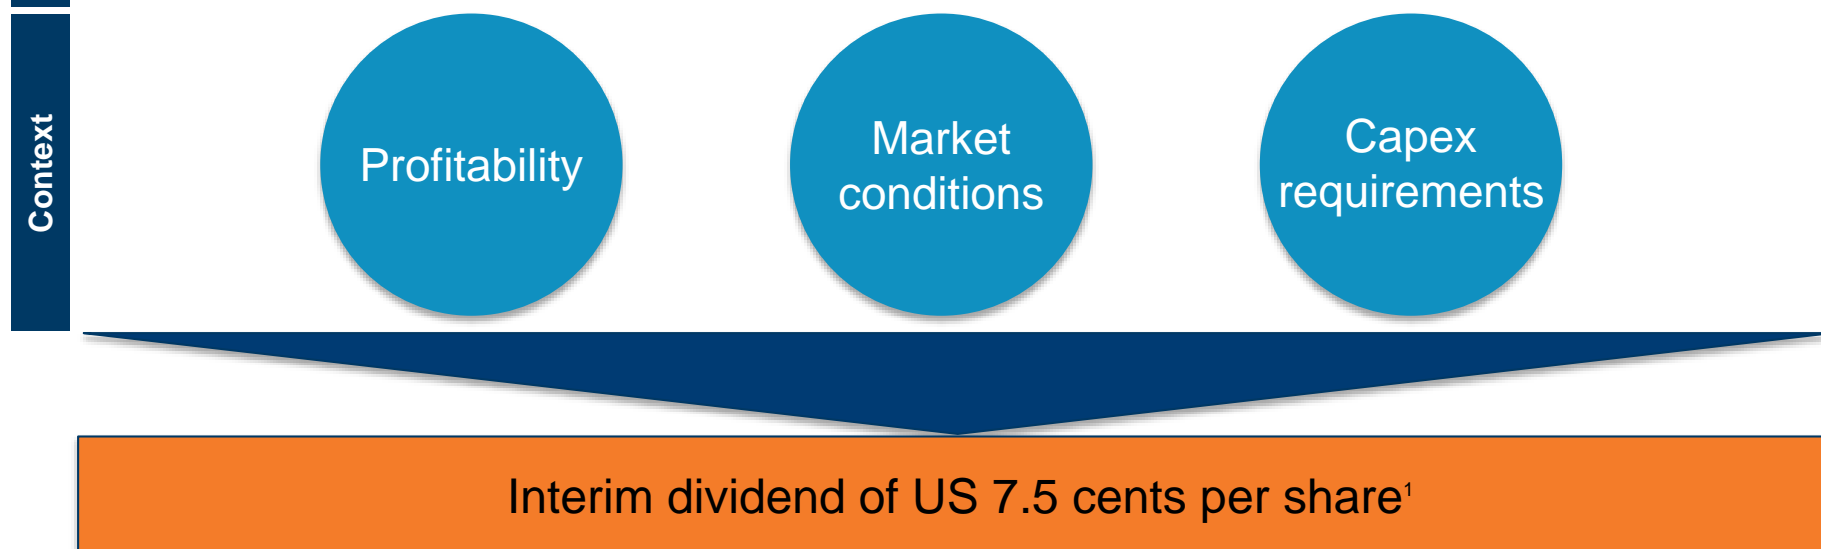 Context
Profitability
Market
conditions
Capex
requirements
Interim dividend of US 7.5 cents per share¹